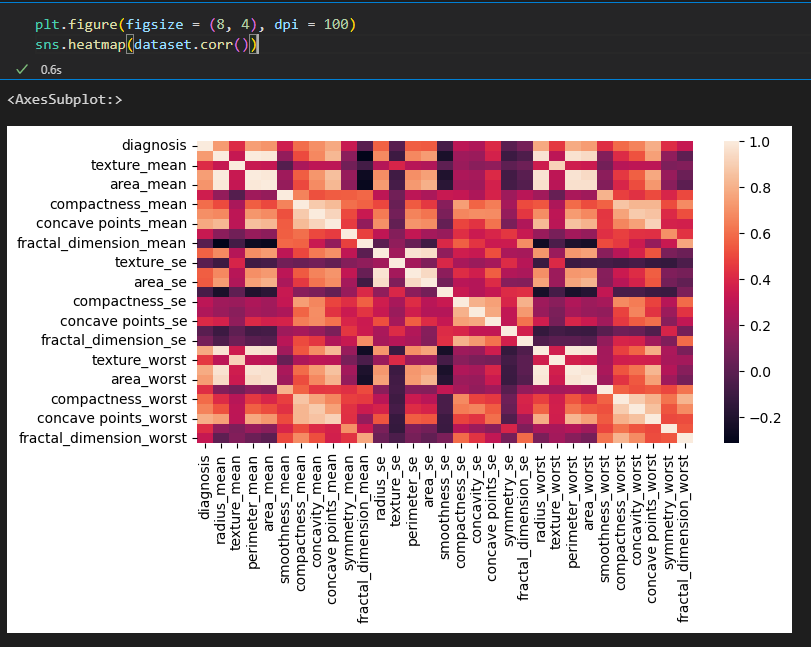 plt.figure(figsize = (8, 4), dpi = 100)
sns.heatmap(dataset.corr())
0.6s
<AxesSubplot:>
diagnosis
texture_mean
area_mean
compactness_mean
concave points_mean
fractal_dimension_mean
texture_se
area_se
compactness_se
concave points_se
fractal_dimension_se
texture_worst
area_worst
compactness_worst
concave points_worst
fractal_dimension_worst
1.0
0.8
0.6
0.4
0.2
0.0
−0.2
diagnosis
radius_mean
texture_mean
perimeter_mean
area_mean
smoothness_mean
compactness_mean
concavity_mean
concave points_mean
symmetry_mean
fractal_dimension_mean
radius_se
texture_se
perimeter_se
area_se
smoothness_se
compactness_se
concavity_se
concave points_se
symmetry_se
fractal_dimension_se
radius_worst
texture_worst
perimeter_worst
area_worst
smoothness_worst
compactness_worst
concavity_worst
concave points_worst
symmetry_worst
fractal_dimension_worst